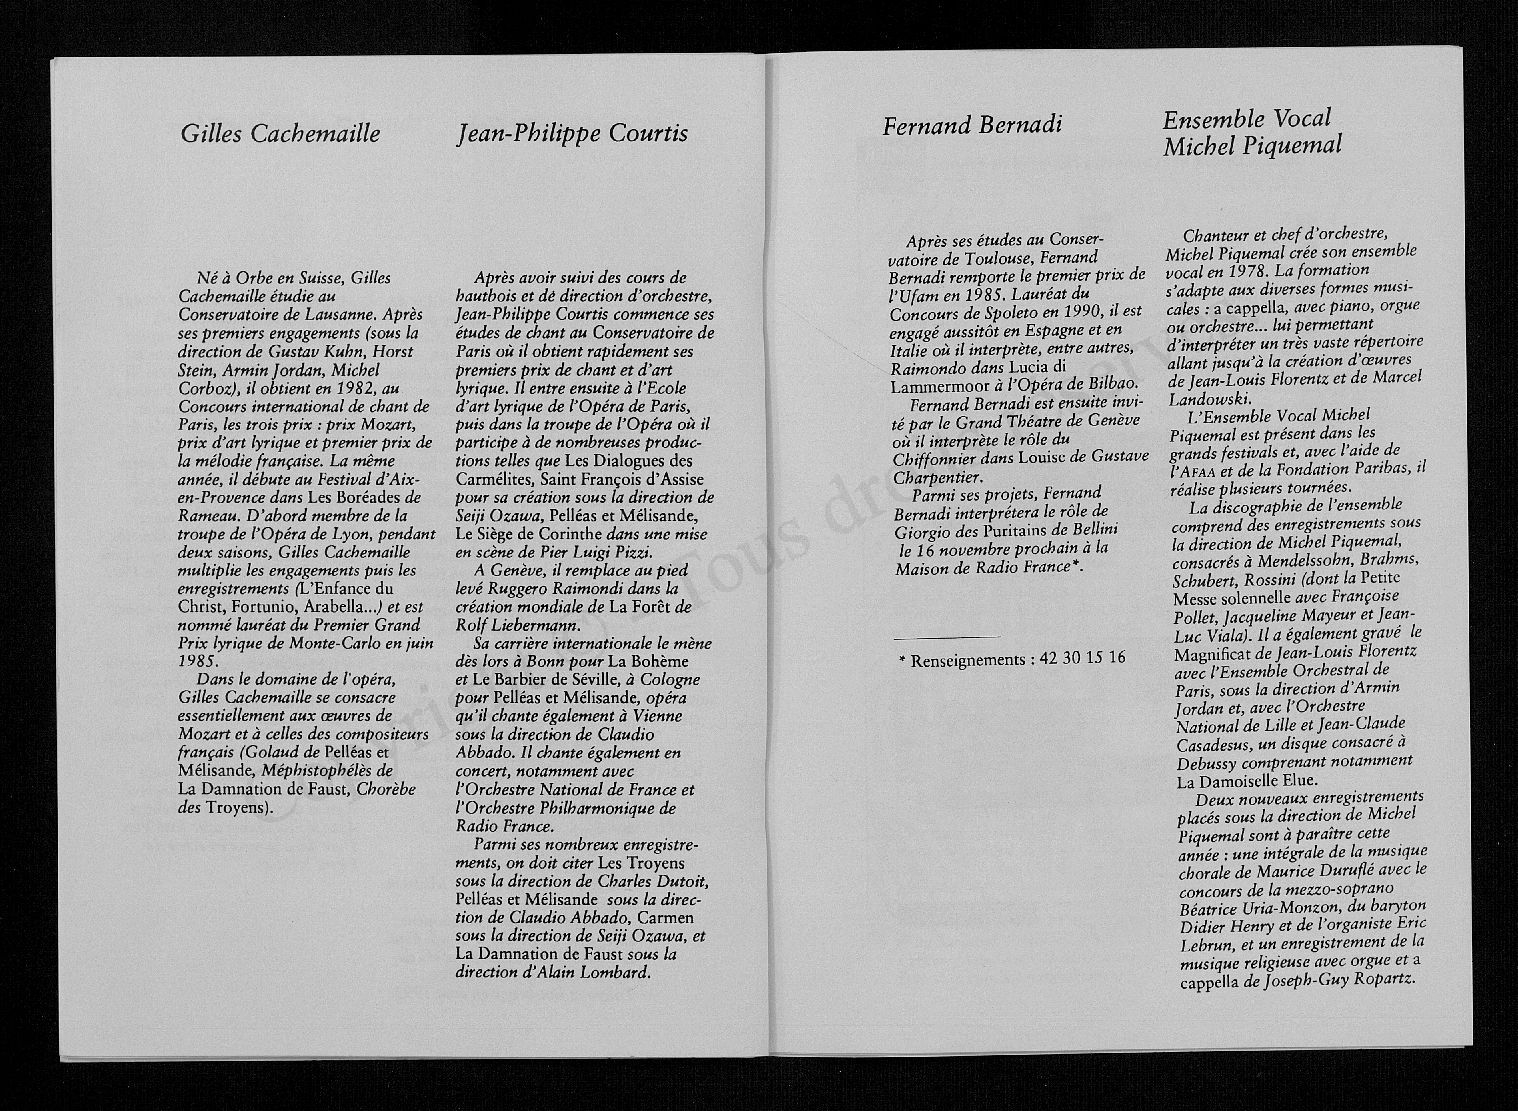 Gilles Cachemaille
Né à Orbe en Suisse, Gilles
Cachemaille étudie au
Conservatoire de Lausanne. Après
ses premiers engagements (sous la
direction de Gustav Kuhn, Horst
Stein, Armin Jordan, Michel
Corboz), il obtient en 1982, au
Concours international de chant de
Paris, les trois prix : prix Mozart,
prix d'art lyrique et premier prix de
la mélodie française. La même
année, il débute au Festival d'Aix-
en-Provence dans Les Boréades de
Rameau. D'abord membre de la
troupe de l'Opéra de Lyon, pendant
deux saisons, Gilles Cachemaille
multiplie les engagements puis les
enregistrements (L'Enfance du
Christ, Fortunio, Arabella...) et est
nommé lauréat du Premier Grand
Prix lyrique de Monte-Carlo en juin
1985.
Dans le domaine de l'opéra,
Gilles Cachemaille se consacre
essentiellement aux œuvres de
Mozart et à celles des compositeurs
français (Golaud de Pelléas et
Mélisande, Méphistophélès de
La Damnation de Faust, Chorèbe
des Troyens).
Jean-Philippe Courtis
Après avoir suivi des cours de
hautbois et de direction d'orchestre,
Jean-Philippe Courtis commence ses
études de chant au Conservatoire de
Paris où il obtient rapidement ses
premiers prix de chant et d'art
lyrique. Il entre ensuite à l'Ecole
d'art lyrique de l'Opéra de Paris,
puis dans la troupe de l'Opéra où il
participe à de nombreuses produc-
tions telles que Les Dialogues des
Carmélites, Saint François d'Assise
pour sa création sous la direction de
Seiji Ozawa, Pelléas et Mélisande,
Le Siège de Corinthe dans une mise
en scène de Pier Luigi Pizzi.
A Genève, il remplace au pied
levé Ruggero Raimondi dans la
création mondiale de La Forêt de
Rolf Liebermann.
Sa carrière internationale le mène
dès lors à Bonn pour La Bohème
et Le Barbier de Séville, à Cologne
pour Pelléas et Mélisande, opéra
qu'il chante également à Vienne
sous la direction de Claudio
Abbado. Il chante également en
concert, notamment avec
l'Orchestre National de France et
l'Orchestre Philharmonique de
Radio France.
Parmi ses nombreux enregistre-
ments, on doit citer Les Troyens
sous la direction de Charles Dutoit,
Pelléas et Mélisande sous la direc-
tion de Claudio Abbado, Carmen
sous la direction de Seiji Ozawa, et
La Damnation de Faust sous la
direction d'Alain Lombard.
Fernand Bernadi
Après ses études au Conser-
vatoire de Toulouse, Fernand
Bernadi remporte le premier prix de
l'Ufam en 1985. Lauréat du
Concours de Spoleto en 1990, il est
engagé aussitôt en Espagne et en
Italie où il interprète, entre autres,
Raimondo dans Lucia di
Lammermoor à l'Opéra de Bilbao.
Fernand Bernadi est ensuite invi-
té par le Grand Théatre de Genève
où il interprète le rôle du
Chiffonnier dans Louise de Gustave
Charpentier.
Parmi ses projets, Fernand
Bernadi interprétera le rôle de
Giorgio des Puritains de Bellini
le 16 novembre prochain à la
Maison de Radio France*.
* Renseignements : 42 30 15 16
Ensemble Vocal
Michel Piquemal
Chanteur et chef d'orchestre,
Michel Piquemal crée son ensemble
vocal en 1978. La formation
s'adapte aux diverses formes musi-
cales : a cappella, avec piano, orgue
ou orchestre... lui permettant
d'interpréter un très vaste répertoire
allant jusqu'à la création d'œuvres
de Jean-Louis Florentz et de Marcel
Landowski.
L'Ensemble Vocal Michel
Piquemal est présent dans les
grands festivals et, avec l'aide de
l'AFAA et de la Fondation Paribas, il
réalise plusieurs tournées.
La discographie de l'ensemble
comprend des enregistrements sous
la direction de Michel Piquemal,
consacrés à Mendelssohn, Brahms,
Schubert, Rossini (dont la Petite
Messe solennelle avec Françoise
Pollet, Jacqueline Mayeur et Jean-
Luc Viala). Il a également gravé le
Magnificat de Jean-Louis Florentz
avec l'Ensemble Orchestral de
Paris, sous la direction d'Armin
Jordan et, avec l'Orchestre
National de Lille et Jean-Claude
Casadesus, un disque consacré à
Debussy comprenant notamment
La Damoiselle Elue.
Deux nouveaux enregistrements
placés sous la direction de Michel
Piquemal sont à paraître cette
année : une intégrale de la musique
chorale de Maurice Duruflé avec le
concours de la mezzo-soprano
Béatrice Uria-Monzon, du baryton
Didier Henry et de l'organiste Eric
Lebrun, et un enregistrement de la
musique religieuse avec orgue et a
cappella de Joseph-Guy Ropartz.